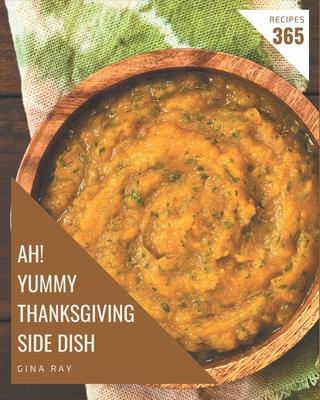 RECIPES
365
AH!
YUMMY
THANKSGIVING
SIDE DISH
GINA RAY